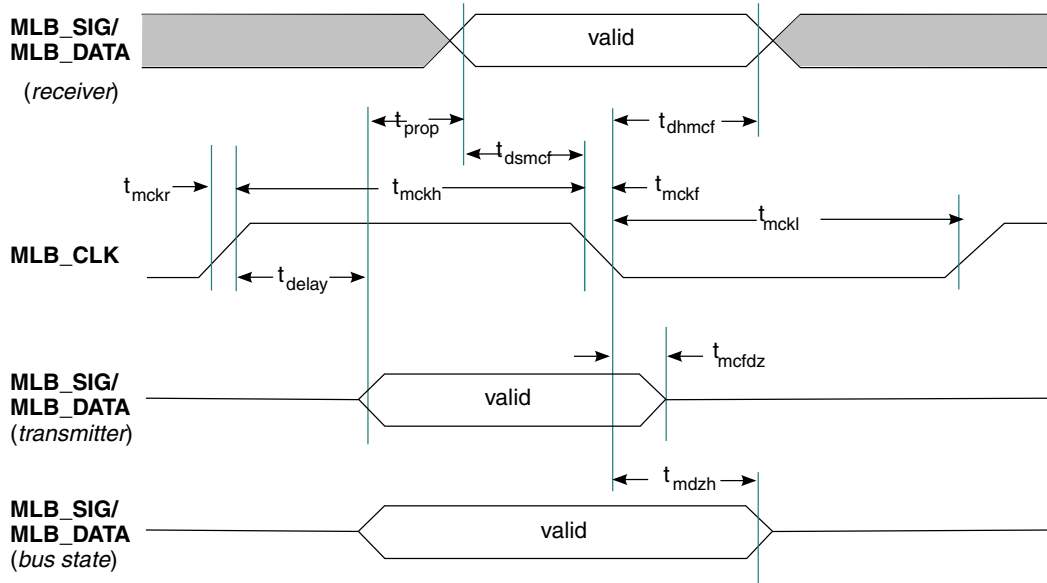 MLB_SIG/
MLB_DATA
(receiver)
valid
tprop
tdhmcf
tdsmcf
tmckr
tmckh
tmckf
tmckl
MLB_CLK
tdelay
tmcfdz
MLB_SIG/
MLB_DATA
(transmitter)
valid
tmdzh
MLB_SIG/
MLB_DATA
(bus state)
valid